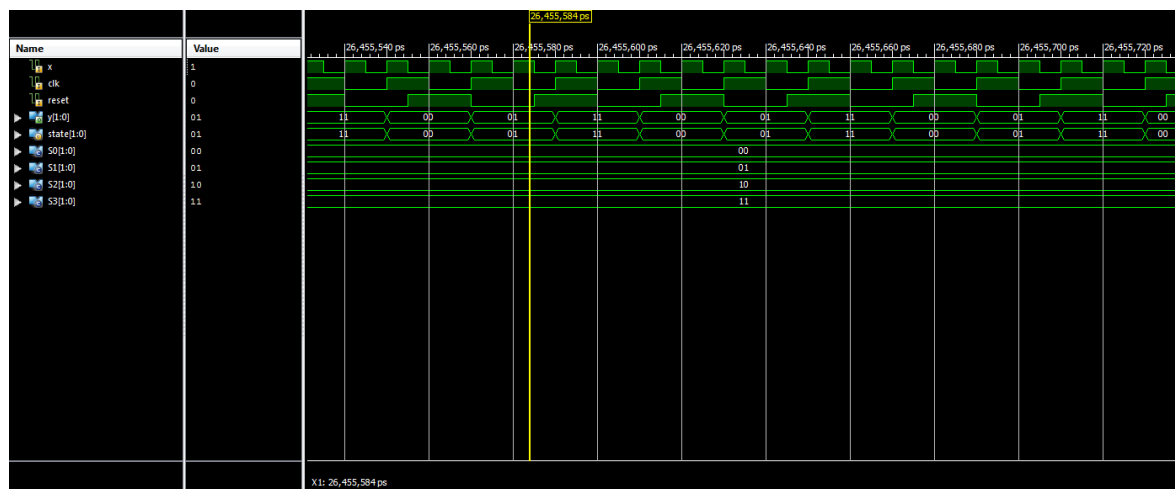 26,455,584 ps
Name Value 26,455,540 ps 26,455,560 ps 26,455,580 ps 26,455,600 ps 26,455,620 ps 26,455,640 ps 26,455,660 ps 26,455,680 ps 26,455,700 ps 26,455,720 ps
x 1
clk 0
reset 0
y[1:0] 01 11 00 01 11 00 01 11 00 01 11 00
state[1:0] 01 11 00 01 11 00 01 11 00 01 11 00
S0[1:0] 00 00
S1[1:0] 01 01
S2[1:0] 10 10
S3[1:0] 11 11
X1: 26,455,584 ps